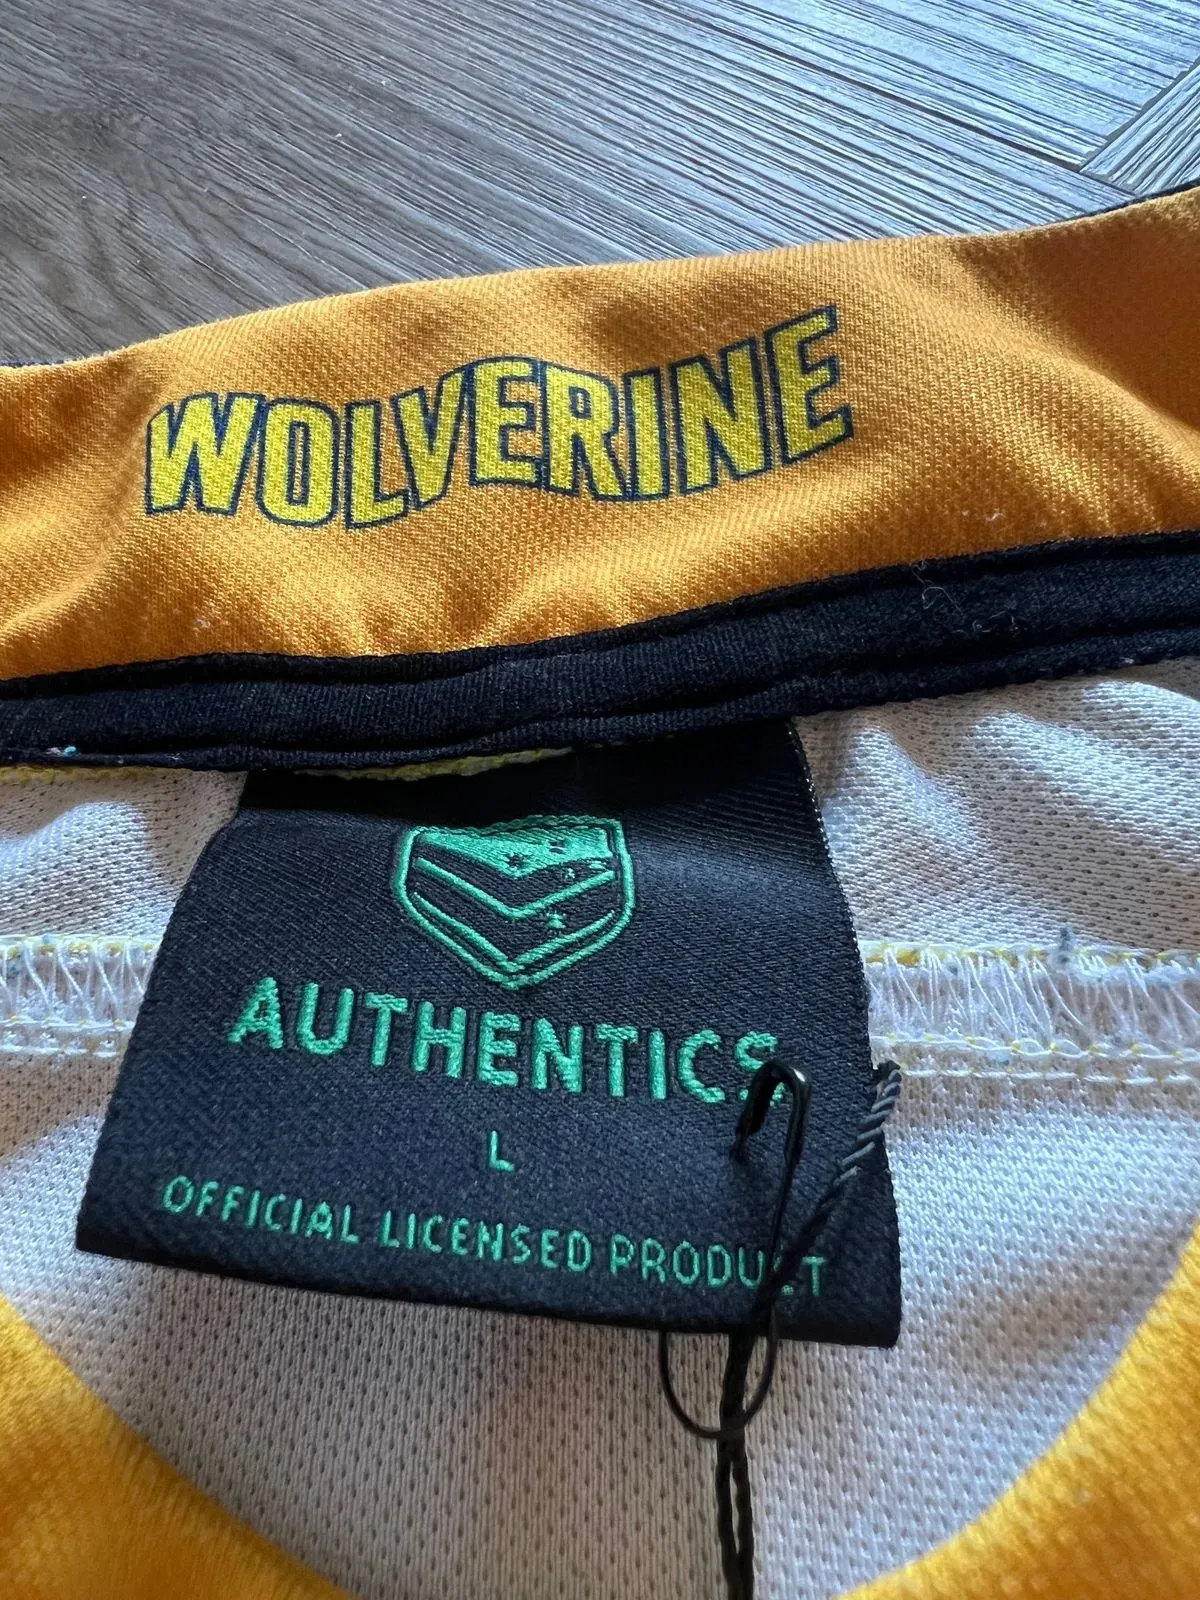 WOLVERINE
AUTHENTICS
L
OFFICIAL LICENSED PRODUCT